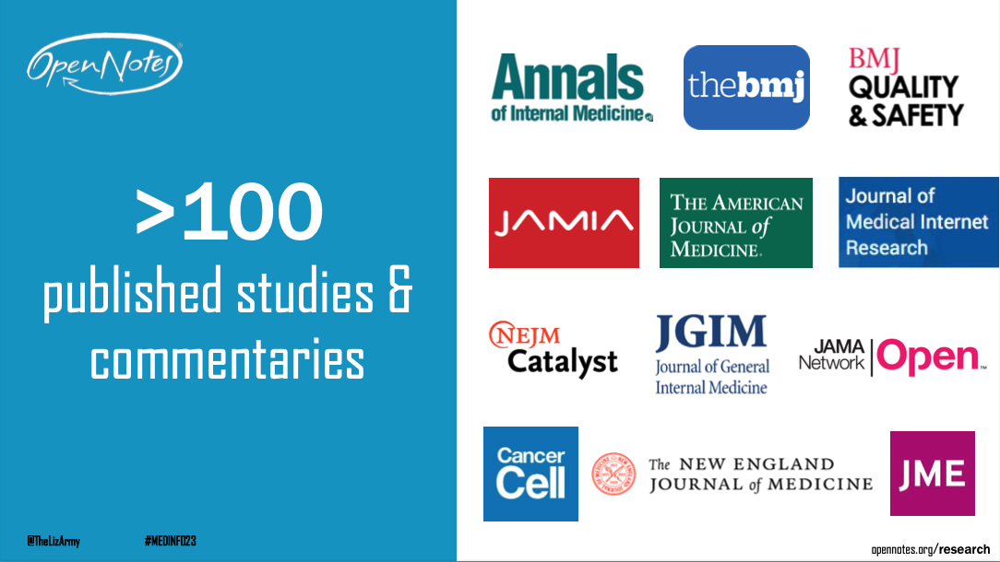 OpenNotes®
>100
published studies &
commentaries
@TheLizArmy #MEDINFO23
Annals
of Internal Medicine®
thebmj
BMJ
QUALITY
& SAFETY
JAMIA
THE AMERICAN
JOURNAL of
MEDICINE®
Journal of
Medical Internet
Research
NEJM
Catalyst
JGIM
Journal of General
Internal Medicine
JAMA
Network
Open™
Cancer
Cell
The NEW ENGLAND
JOURNAL of MEDICINE
JME
opennotes.org/research